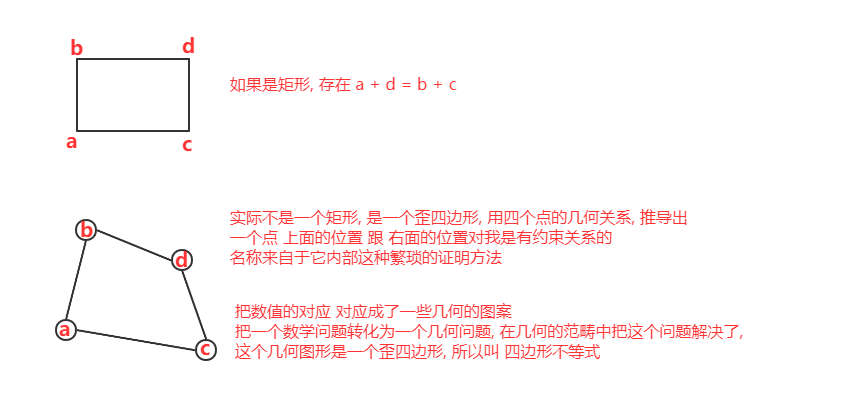 b
d
如果是矩形, 存在 a + d = b + c
a
c
实际不是一个矩形, 是一个歪四边形, 用四个点的几何关系, 推导出
一个点 上面的位置 跟 右面的位置对我是有约束关系的
名称来自于它内部这种繁琐的证明方法
b
d
把数值的对应 对应成了一些几何的图案
a
把一个数学问题转化为一个几何问题, 在几何的范畴中把这个问题解决了,
c
这个几何图形是一个歪四边形, 所以叫 四边形不等式